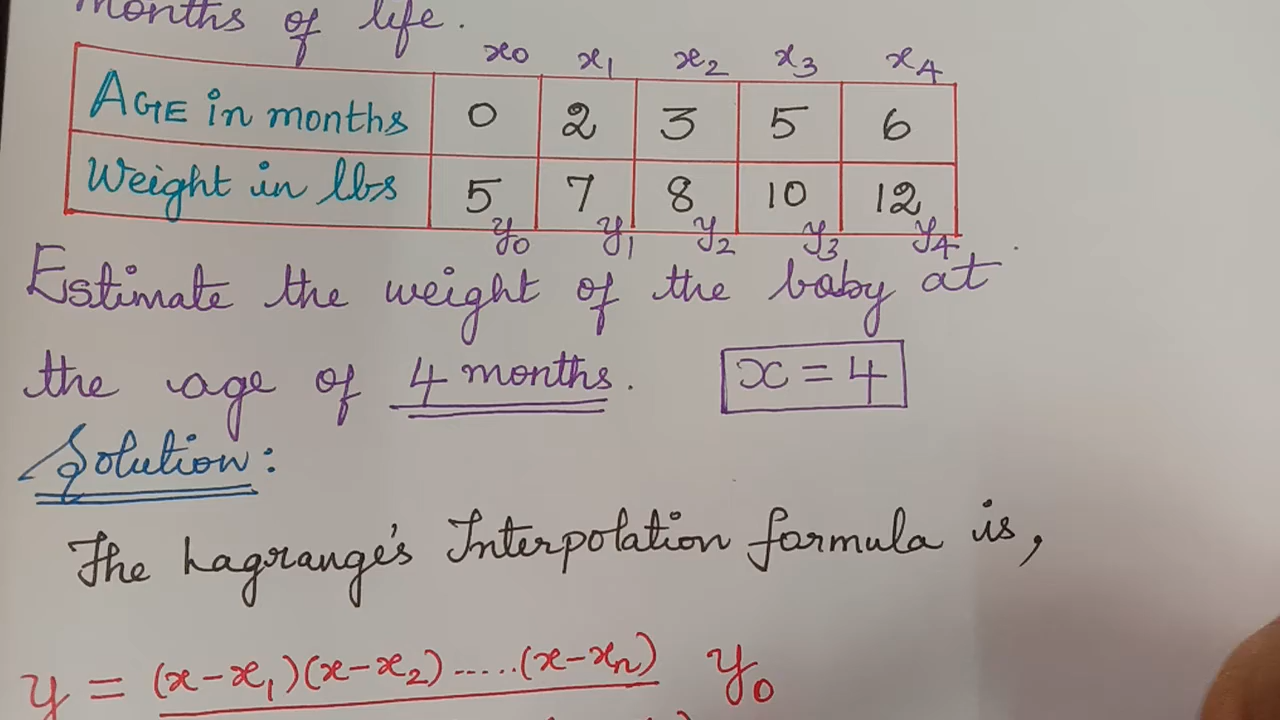 Months of life.
x0 x1 x2 x3 x4
AGE in months 0 2 3 5 6
Weight in lbs 5 7 8 10 12
y0 y1 y2 y3 y4
Estimate the weight of the baby at
the age of 4 months. x = 4
Solution:
The Lagrange's Interpolation formula is,
y = (x-x1)(x-x2).....(x-xn) y0